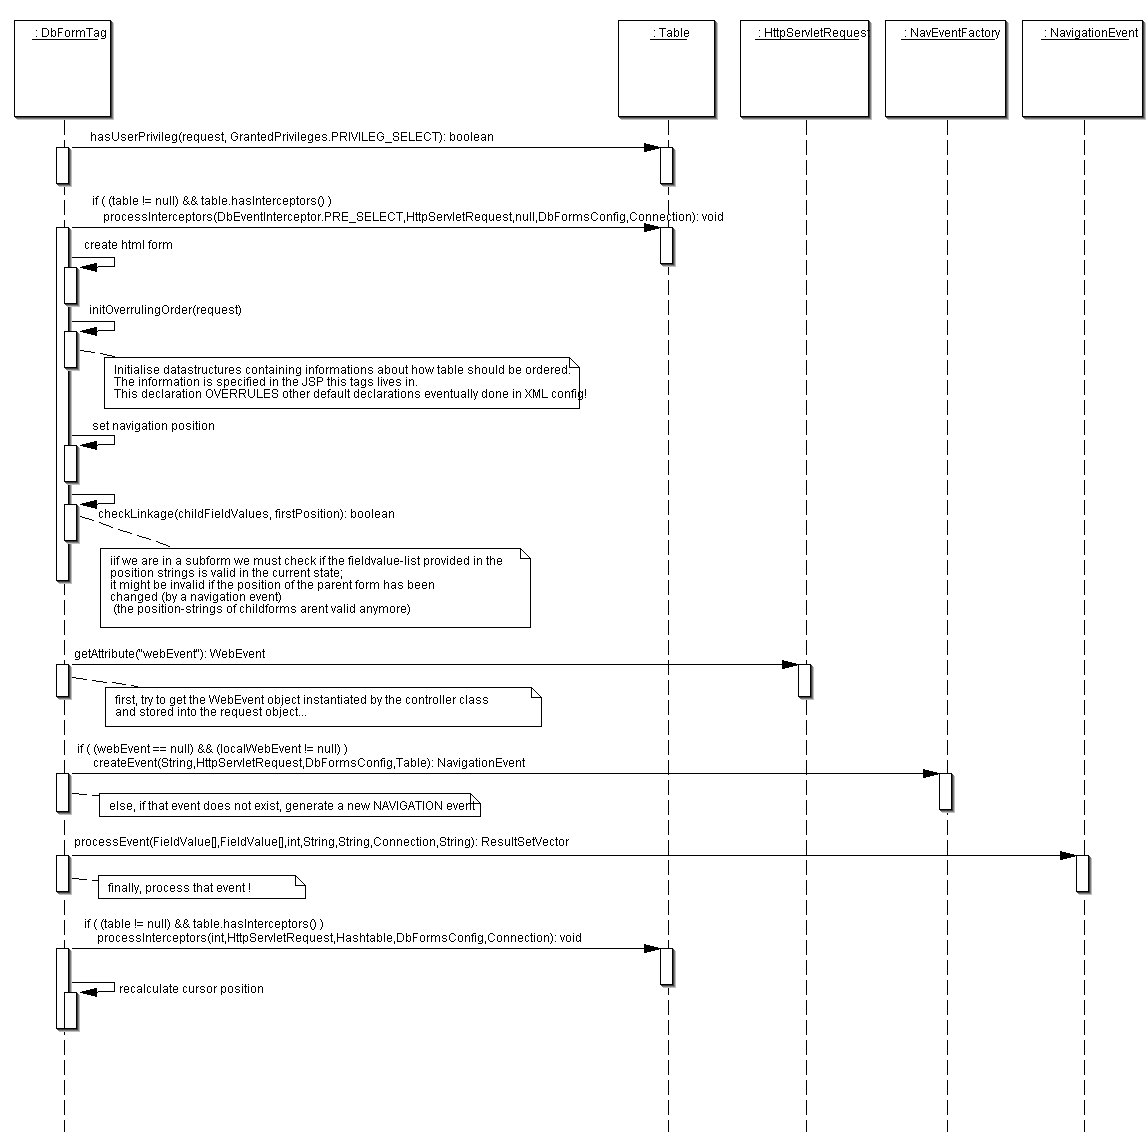 : DbFormTag
: Table
: HttpServletRequest
: NavEventFactory
: NavigationEvent
hasUserPrivileg(request, GrantedPrivileges.PRIVILEG_SELECT): boolean
if ( (table != null) && table.hasInterceptors() )
processInterceptors(DbEventInterceptor.PRE_SELECT,HttpServletRequest,null,DbFormsConfig,Connection): void
create html form
initOverrulingOrder(request)
Initialise datastructures containing informations about how table should be ordered.
The information is specified in the JSP this tags lives in.
This declaration OVERRULES other default declarations eventually done in XML config!
set navigation position
checkLinkage(childFieldValues, firstPosition): boolean
iif we are in a subform we must check if the fieldvalue-list provided in the
position strings is valid in the current state;
it might be invalid if the position of the parent form has been
changed (by a navigation event)
(the position-strings of childforms arent valid anymore)
getAttribute("webEvent"): WebEvent
first, try to get the WebEvent object instantiated by the controller class
and stored into the request object...
if ( (webEvent == null) && (localWebEvent != null) )
createEvent(String,HttpServletRequest,DbFormsConfig,Table): NavigationEvent
else, if that event does not exist, generate a new NAVIGATION event
processEvent(FieldValue[],FieldValue[],int,String,String,Connection,String): ResultSetVector
finally, process that event !
if ( (table != null) && table.hasInterceptors() )
processInterceptors(int,HttpServletRequest,Hashtable,DbFormsConfig,Connection): void
recalculate cursor position